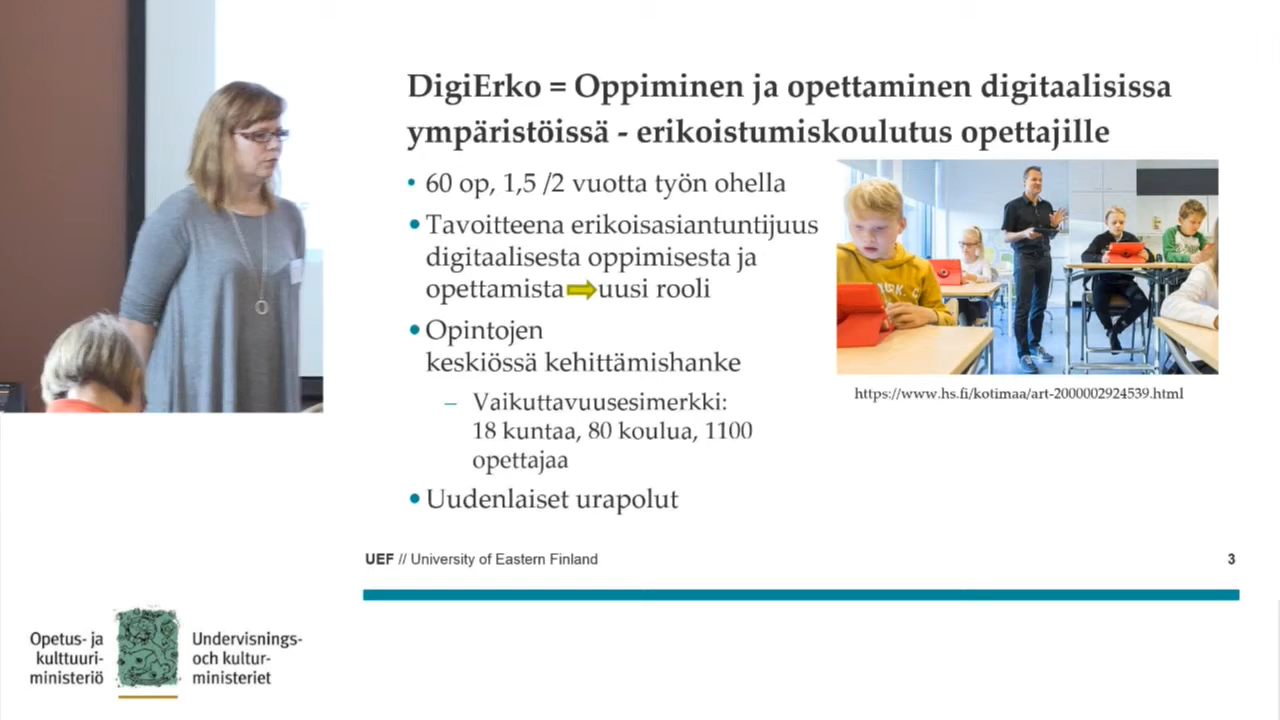 DigiErko = Oppiminen ja opettaminen digitaalisissa
ympäristöissä - erikoistumiskoulutus opettajille
• 60 op, 1,5 /2 vuotta työn ohella
• Tavoitteena erikoisasiantuntijuus
digitaalisesta oppimisesta ja
opettamista uusi rooli
• Opintojen
keskiössä kehittämishanke
– Vaikuttavuusesimerkki:
18 kuntaa, 80 koulua, 1100
opettajaa
• Uudenlaiset urapolut
https://www.hs.fi/kotimaa/art-2000002924539.html
UEF // University of Eastern Finland
3
Opetus- ja
kulttuuri-
ministeriö
Undervisnings-
och kultur-
ministeriet